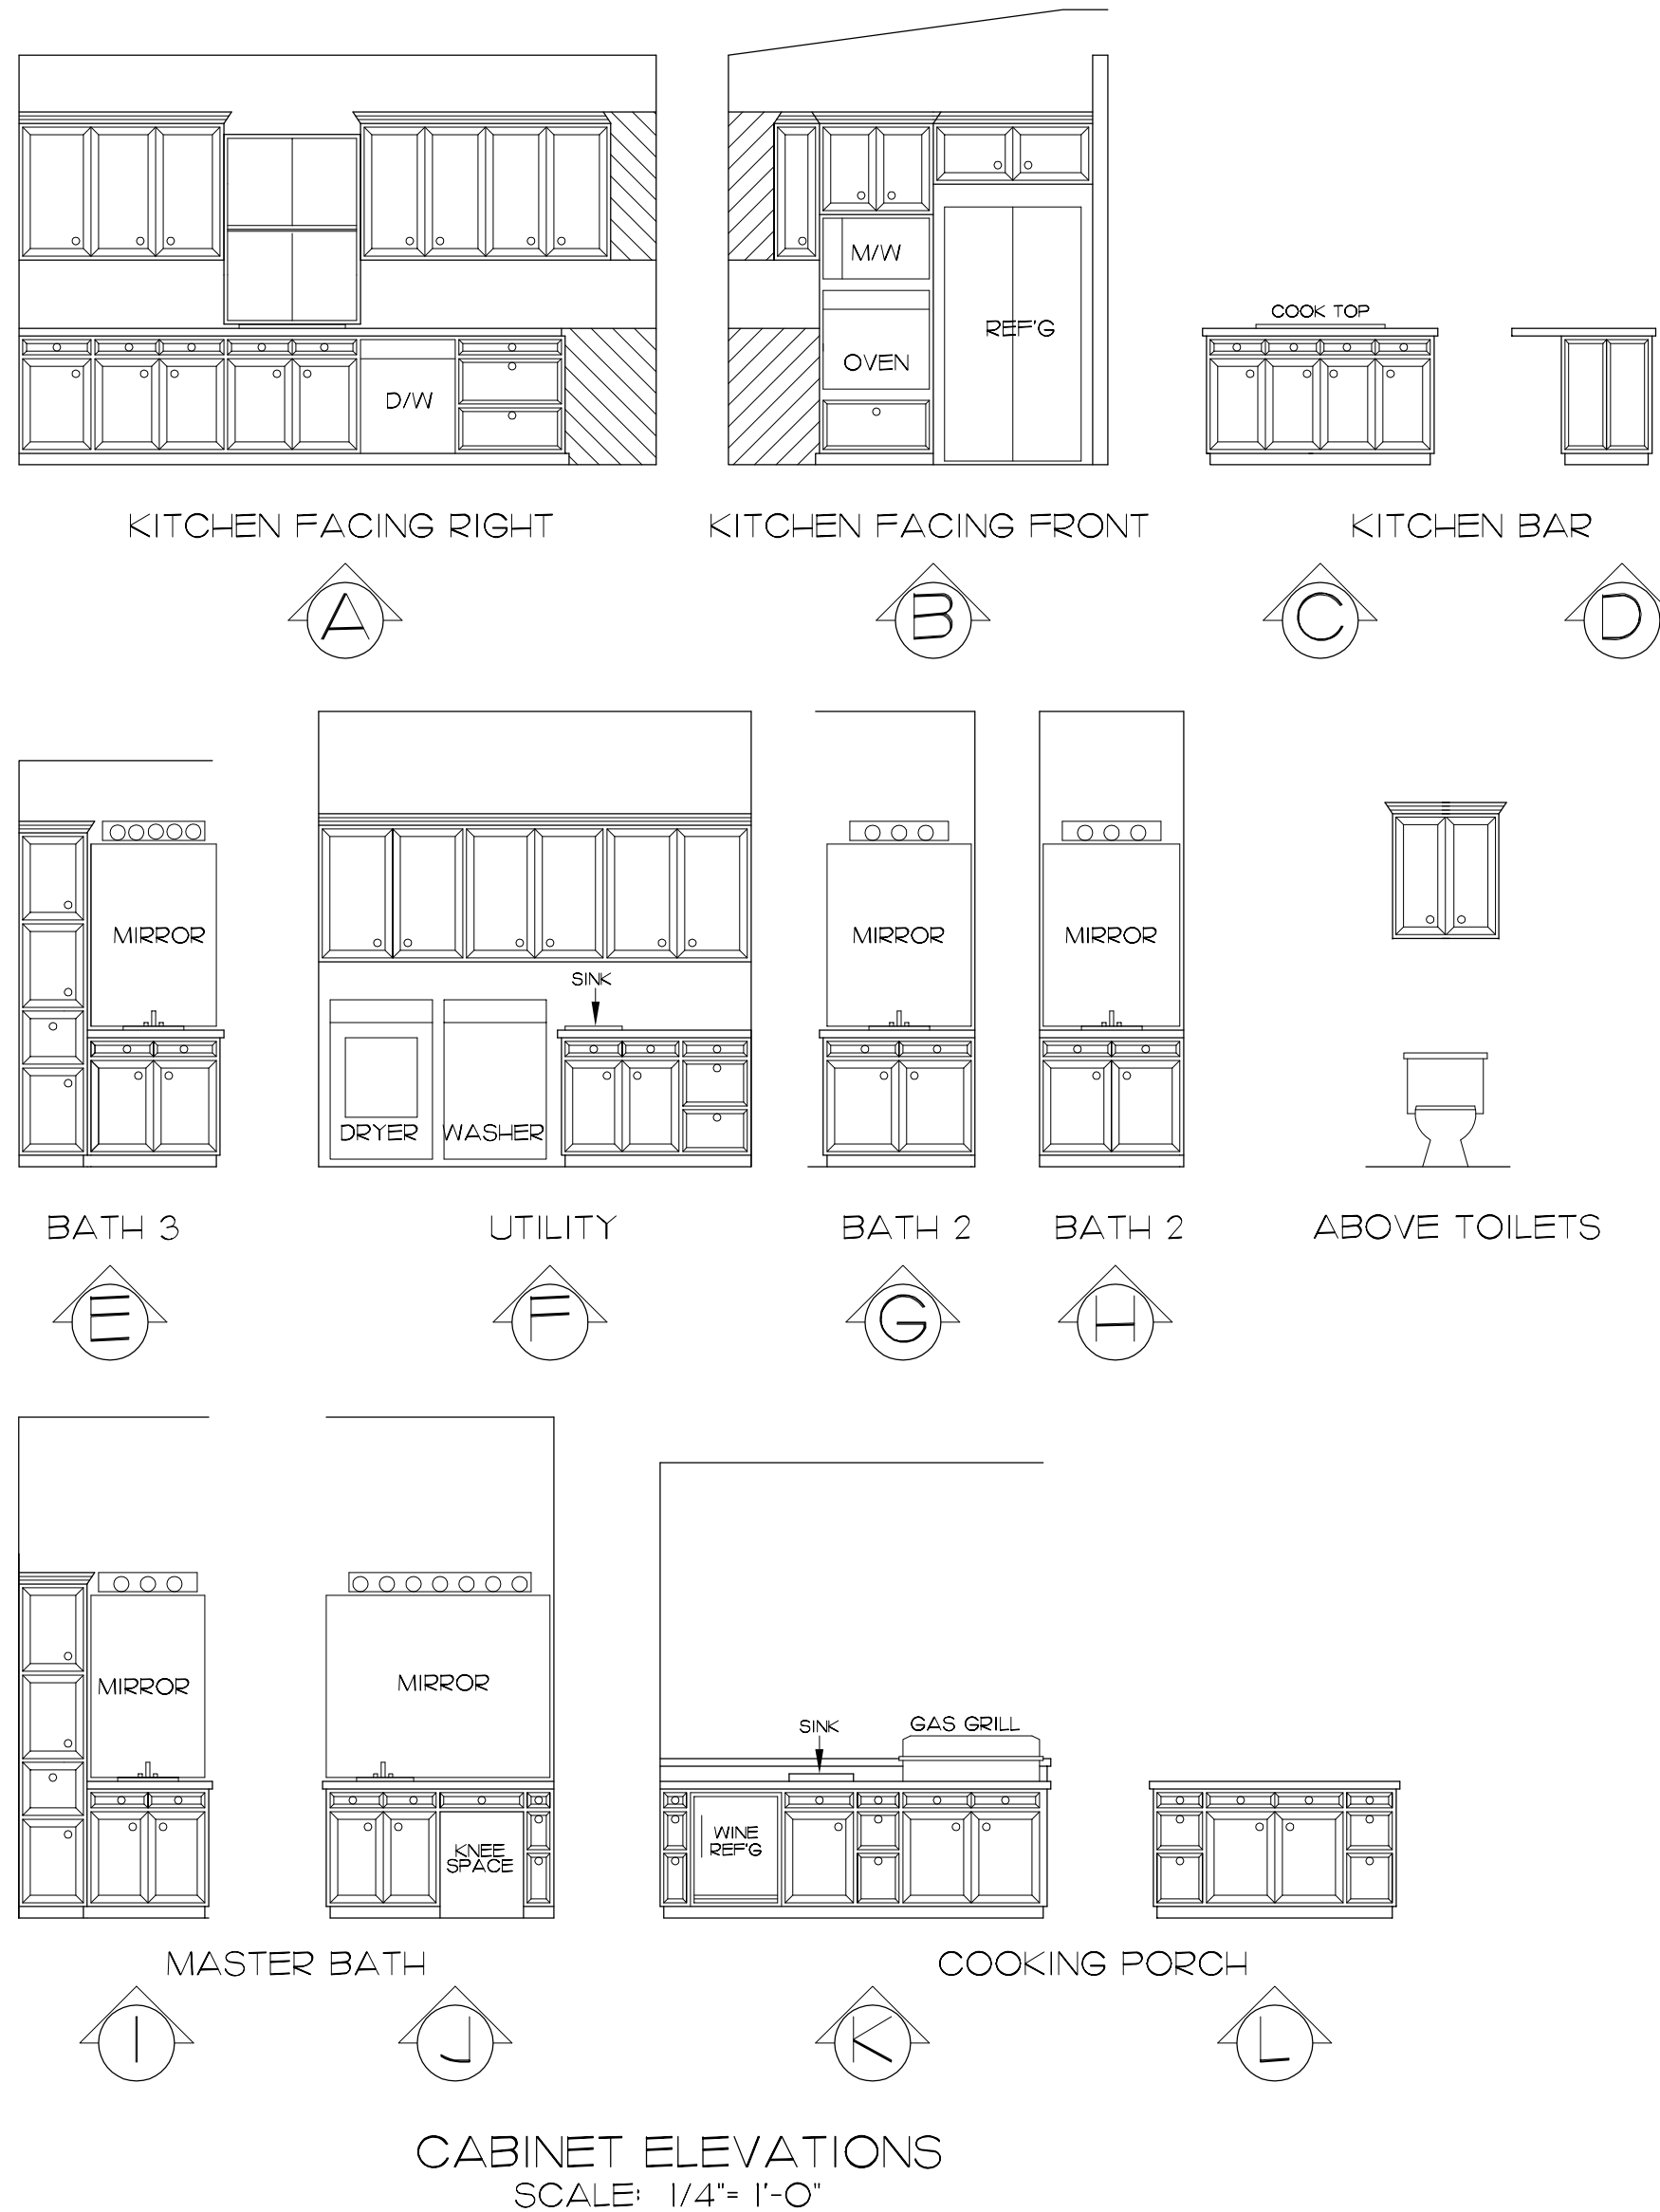 M/W
REF'G
OVEN
D/W
COOK TOP
KITCHEN FACING RIGHT
KITCHEN FACING FRONT
KITCHEN BAR
A
B
C
D
MIRROR
SINK
DRYER
WASHER
MIRROR
MIRROR
BATH 3
UTILITY
BATH 2
BATH 2
ABOVE TOILETS
E
F
G
H
MIRROR
MIRROR
KNEE
SPACE
SINK
GAS GRILL
WINE
REF'G
MASTER BATH
COOKING PORCH
I
J
K
L
CABINET ELEVATIONS
SCALE: 1/4"= 1'-0"